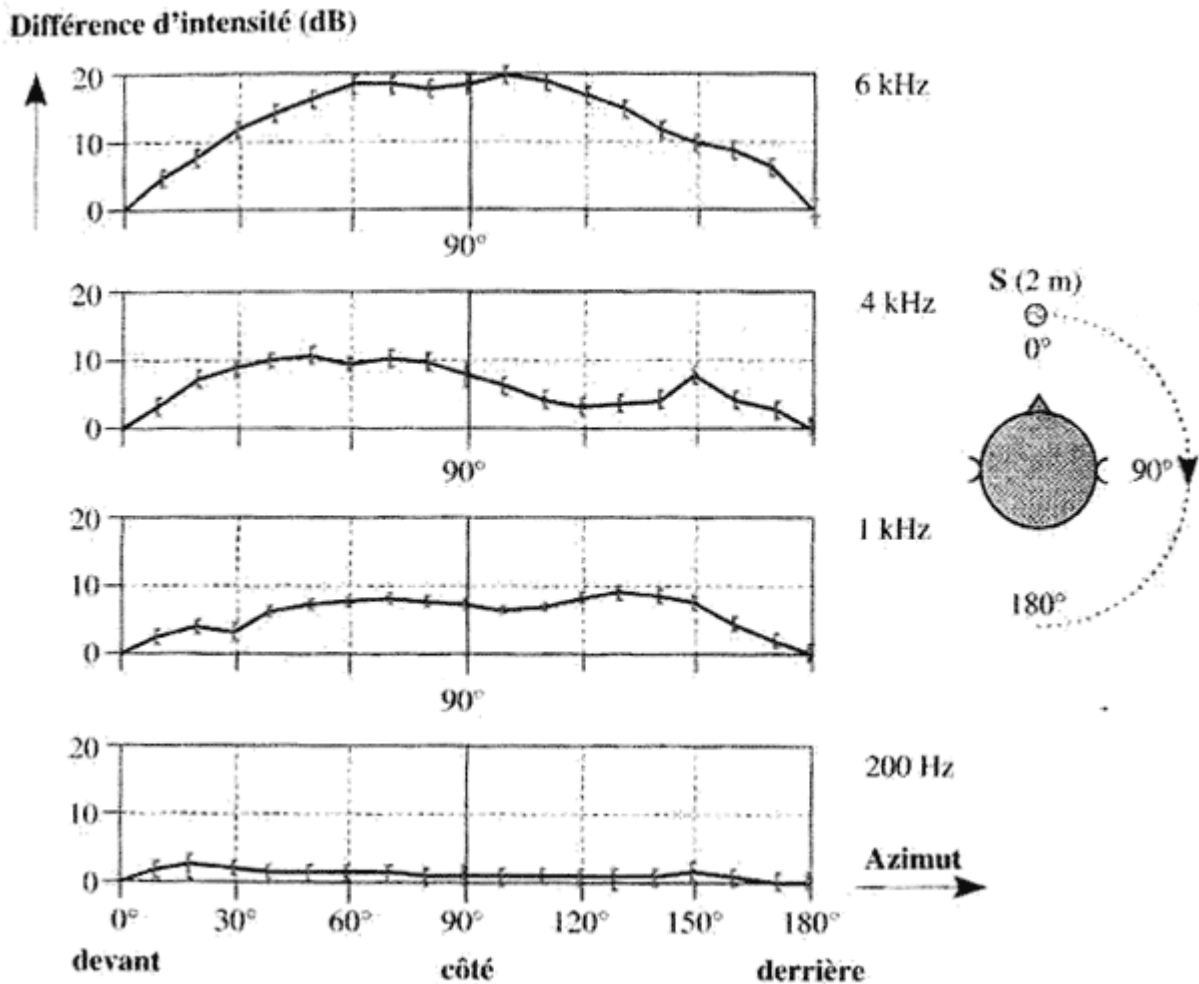 Différence d'intensité (dB)
20
10
0
6 kHz
90°
20
10
0
4 kHz
90°
S (2 m)
0°
90°
180°
20
10
0
1 kHz
90°
20
10
0
200 Hz
Azimut
0° 30° 60° 90° 120° 150° 180°
devant côté derrière